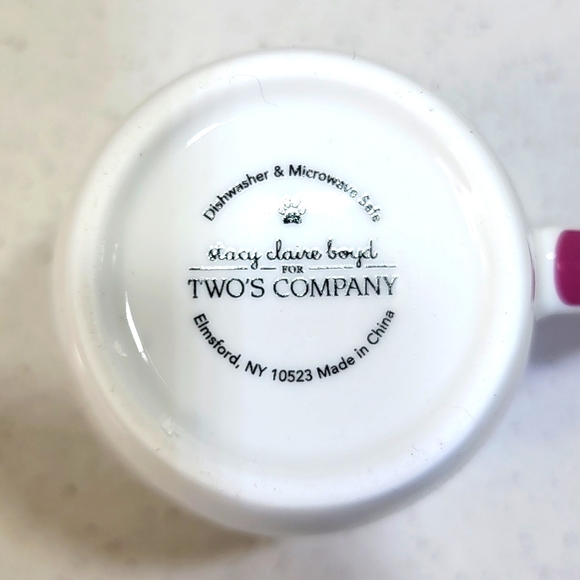 Dishwasher & Microwave Safe
stacy claire boyd
FOR
TWO'S COMPANY
Elmsford, NY 10523 Made in China